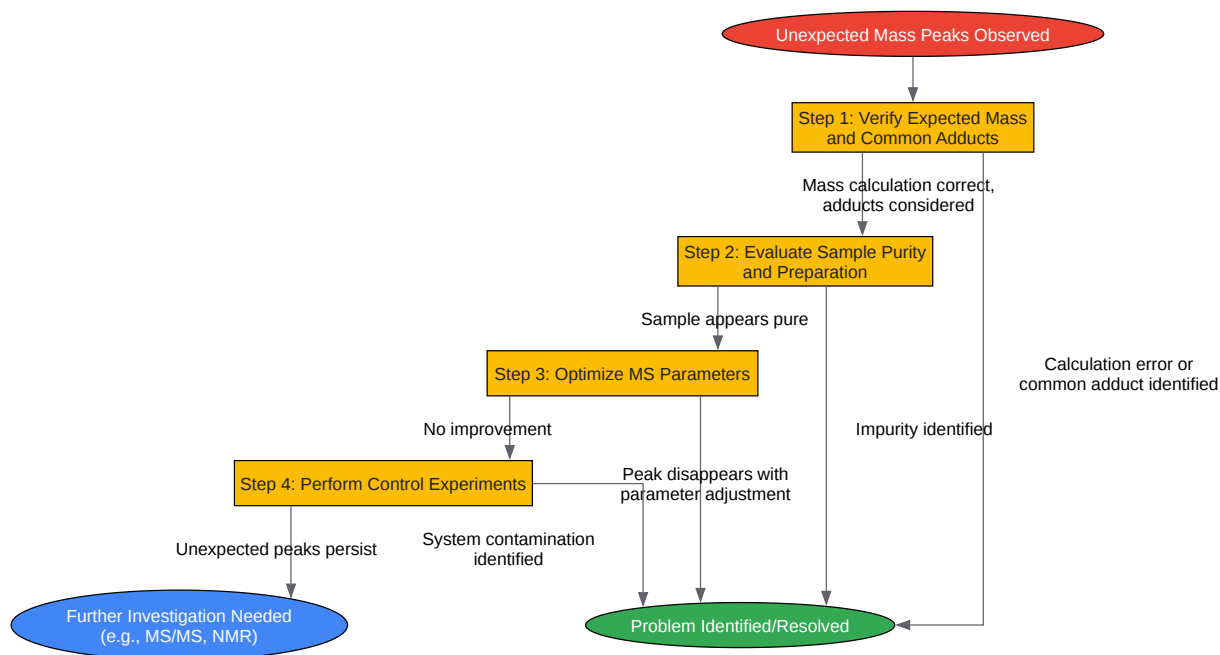 Unexpected Mass Peaks Observed
Step 1: Verify Expected Mass
and Common Adducts
Mass calculation correct,
adducts considered
Step 2: Evaluate Sample Purity
and Preparation
Sample appears pure
Step 3: Optimize MS Parameters
Calculation error or
common adduct identified
No improvement
Impurity identified
Step 4: Perform Control Experiments
Peak disappears with
parameter adjustment
Unexpected peaks persist
System contamination
identified
Further Investigation Needed
(e.g., MS/MS, NMR)
Problem Identified/Resolved